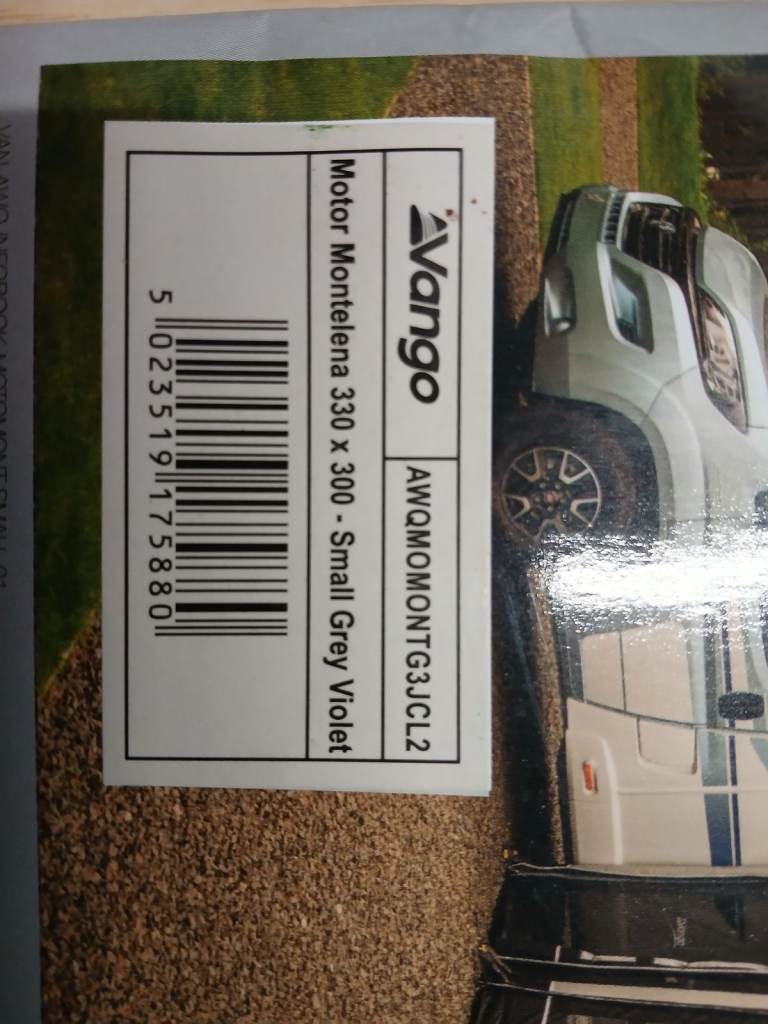 Vango
AWQMOMONTG3JCL2
Motor Montelena 330 x 300 - Small Grey Violet
5 023519 175880